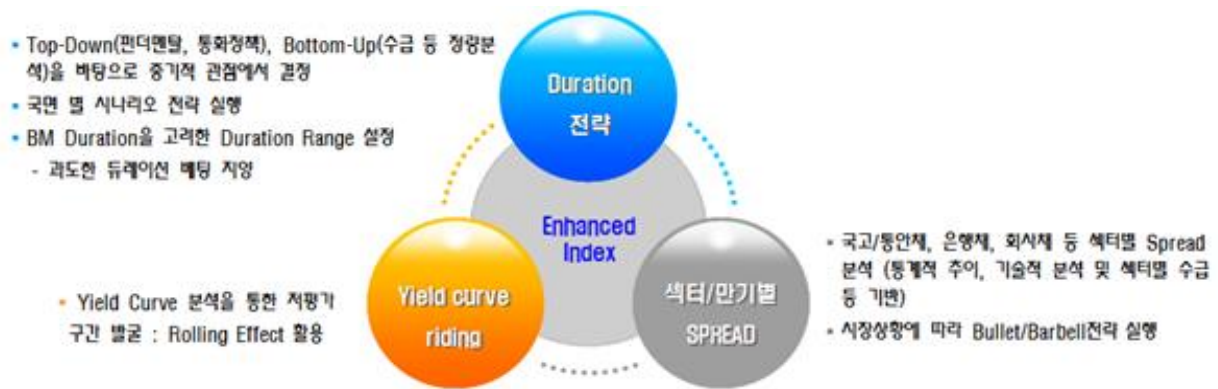 ▪ Top-Down(펀더멘탈, 통화정책), Bottom-Up(수급 등 정량분
석)을 바탕으로 중기적 관점에서 결정
▪ 국면 별 시나리오 전략 실행
▪ BM Duration을 고려한 Duration Range 설정
- 과도한 듀레이션 베팅 지양
Duration
전략
Enhanced
Index
Yield curve
riding
섹터/만기별
SPREAD
▪ Yield Curve 분석을 통한 저평가
구간 발굴 : Rolling Effect 활용
▪ 국고/통안채, 은행채, 회사채 등 섹터별 Spread
분석 (통계적 추이, 기술적 분석 및 섹터별 수급
등 기반)
▪ 시장상황에 따라 Bullet/Barbell전략 실행